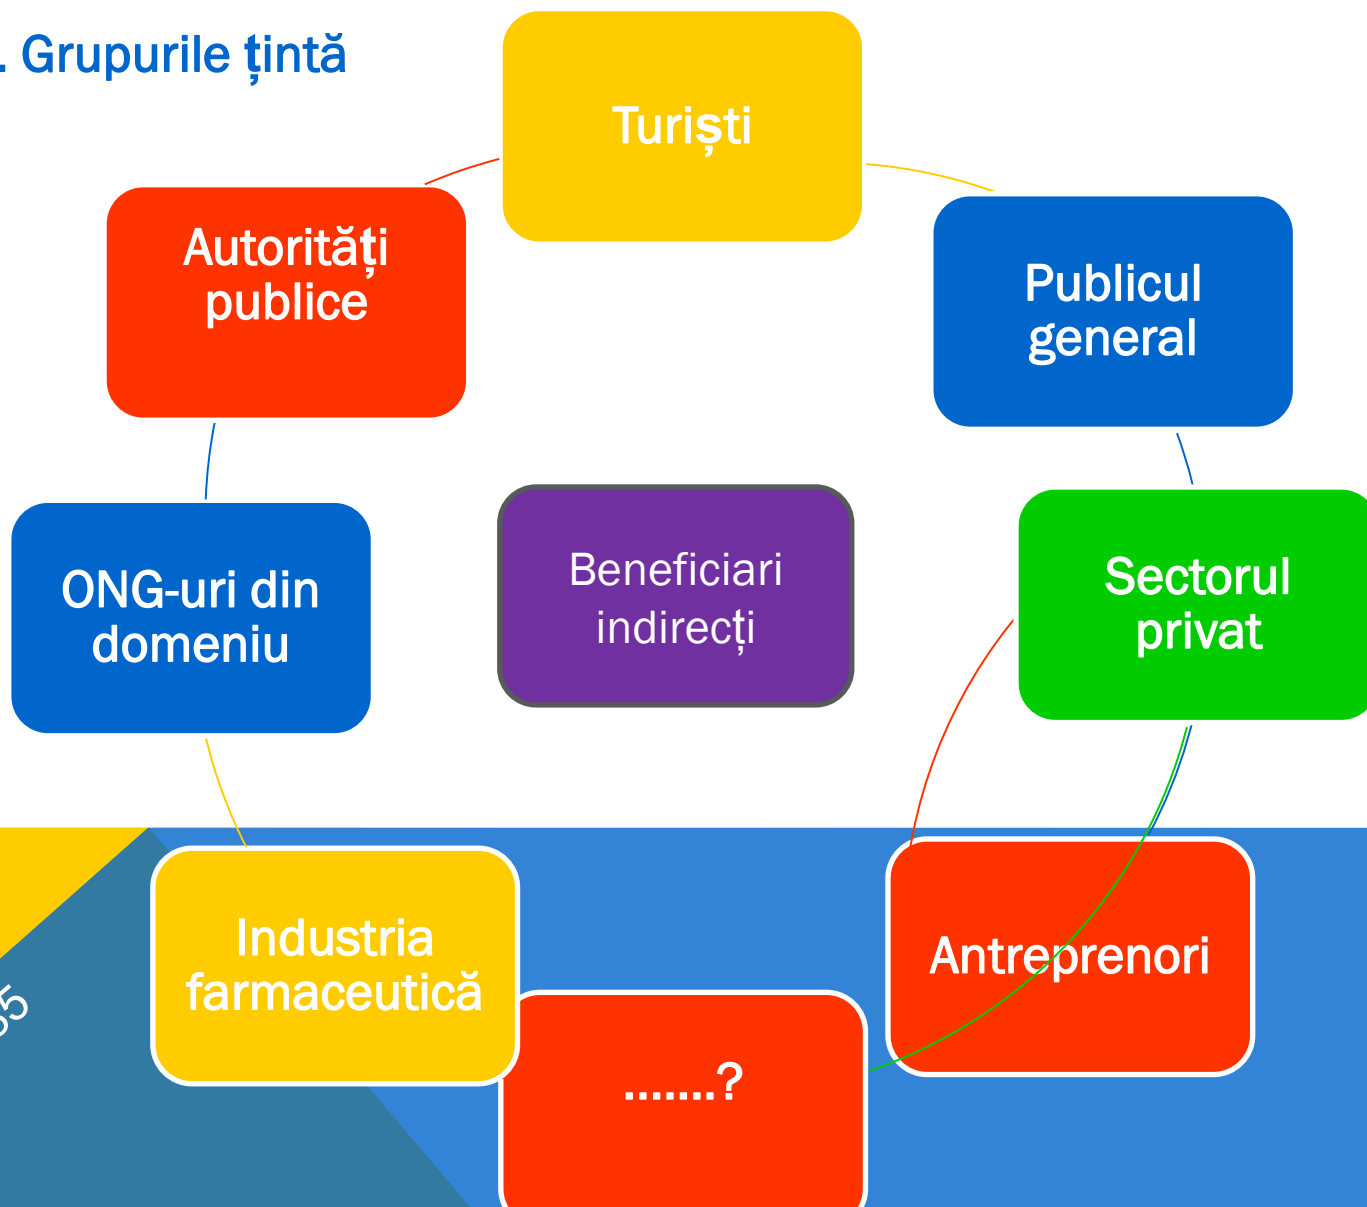 . Grupurile țintă
Turiști
Autorități
publice
Publicul
general
ONG-uri din
domeniu
Beneficiari
indirecți
Sectorul
privat
Industria
farmaceutică
Antreprenori
.......?